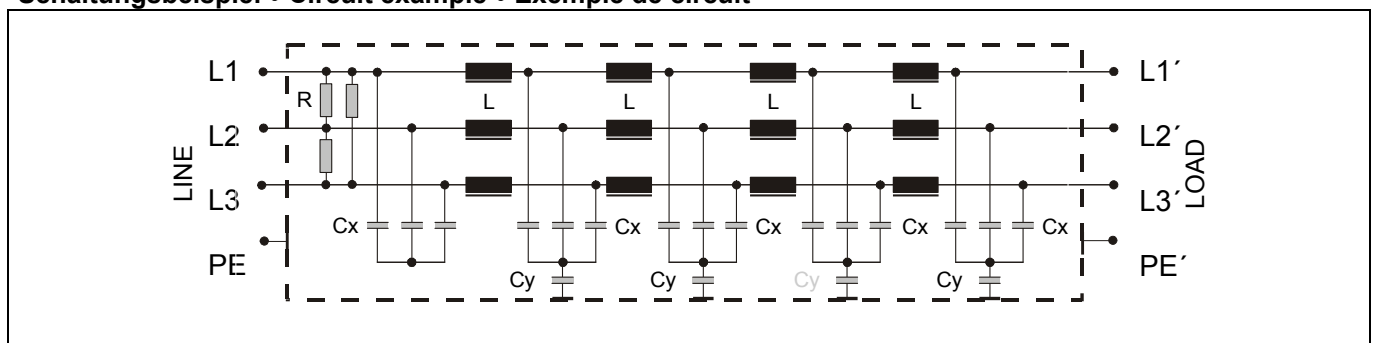 Schaltungsbeispiel • Circuit example • Exemple de circuit
L1 L1´
R L L L L
L2 L2´
LINE LOAD
L3 L3´
Cx Cx Cx Cx Cx
PE PE´
Cy Cy Cy Cy